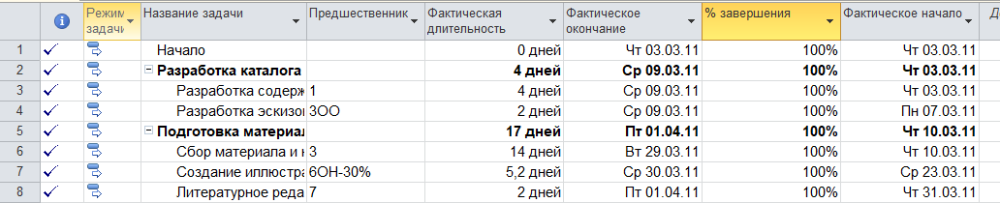 Режим задачи Название задачи Предшественник Фактическая длительность Фактическое окончание % завершения Фактическое начало
1 Начало 0 дней Чт 03.03.11 100% Чт 03.03.11
2 Разработка каталога 4 дней Ср 09.03.11 100% Чт 03.03.11
3 Разработка содерж 1 4 дней Ср 09.03.11 100% Чт 03.03.11
4 Разработка эскизов 3ОО 2 дней Ср 09.03.11 100% Пн 07.03.11
5 Подготовка материал 17 дней Пт 01.04.11 100% Чт 10.03.11
6 Сбор материала и 3 14 дней Вт 29.03.11 100% Чт 10.03.11
7 Создание иллюстра 6ОН-30% 5,2 дней Ср 30.03.11 100% Ср 23.03.11
8 Литературное реда 7 2 дней Пт 01.04.11 100% Чт 31.03.11